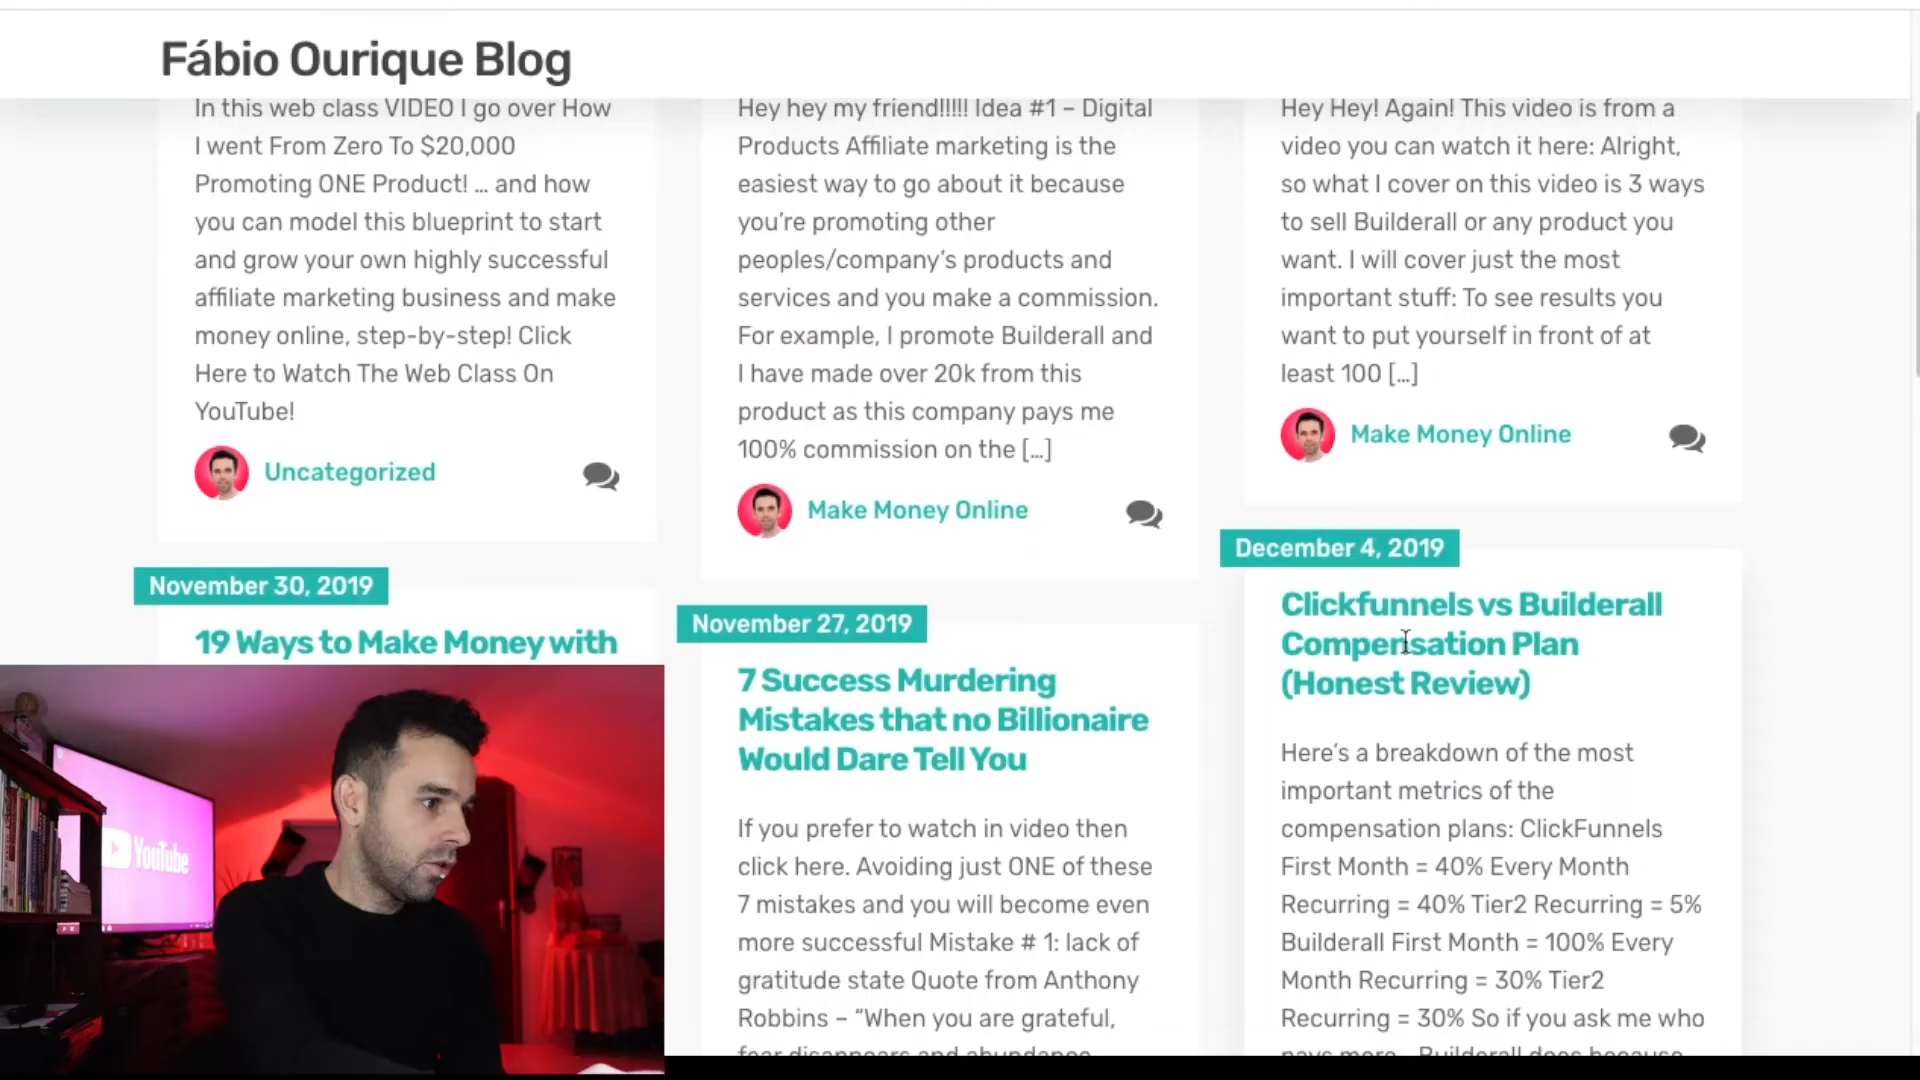 Fábio Ourique Blog
In this web class VIDEO I go over How
I went From Zero To $20,000
Promoting ONE Product! ... and how
you can model this blueprint to start
and grow your own highly successful
affiliate marketing business and make
money online, step-by-step! Click
Here to Watch The Web Class On
YouTube!
Uncategorized
November 30, 2019
19 Ways to Make Money with
Hey hey my friend!!!!! Idea #1 – Digital
Products Affiliate marketing is the
easiest way to go about it because
you’re promoting other
peoples/company’s products and
services and you make a commission.
For example, I promote Builderall and
I have made over 20k from this
product as this company pays me
100% commission on the [...]
Make Money Online
November 27, 2019
7 Success Murdering
Mistakes that no Billionaire
Would Dare Tell You
If you prefer to watch in video then
click here. Avoiding just ONE of these
7 mistakes and you will become even
more successful Mistake # 1: lack of
gratitude state Quote from Anthony
Robbins – “When you are grateful,
fear disappears and abundance
Hey Hey! Again! This video is from a
video you can watch it here: Alright,
so what I cover on this video is 3 ways
to sell Builderall or any product you
want. I will cover just the most
important stuff: To see results you
want to put yourself in front of at
least 100 [...]
Make Money Online
December 4, 2019
Clickfunnels vs Builderall
Compensation Plan
(Honest Review)
Here’s a breakdown of the most
important metrics of the
compensation plans: ClickFunnels
First Month = 40% Every Month
Recurring = 40% Tier2 Recurring = 5%
Builderall First Month = 100% Every
Month Recurring = 30% Tier2
Recurring = 30% So if you ask me who
pays more.. Builderall does because
YouTube